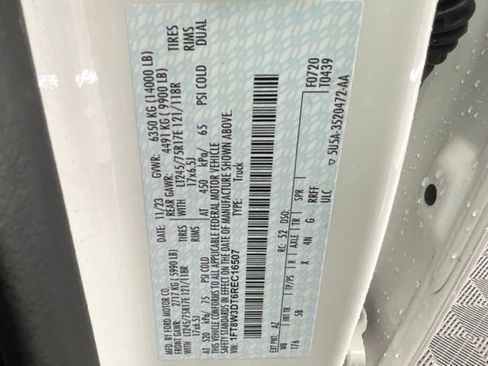 MFD. BY FORD MOTOR CO.
DATE: 11/23 GVWR: 6350 KG (14000 LB)
FRONT GAWR: 2717 KG (5990 LB) REAR GAWR: 4491 KG (9900 LB)
LT245/75R17E 121/118R LT245/75R17E 121/118R TIRES
17x6.5J 17x6.5J RIMS
AT 520 kPa/ 75 PSI COLD AT 450 kPa/ 65 PSI COLD DUAL
THIS VEHICLE CONFORMS TO ALL APPLICABLE FEDERAL MOTOR VEHICLE
SAFETY STANDARDS IN EFFECT ON THE DATE OF MANUFACTURE SHOWN ABOVE.
VIN: 1FT8W3DT6REC16507
TYPE: Truck
F0720
T0439
EXT PNT: AZ RC: 52 DSO:
WB INT TR TP/PS R AXLE TR SPR
176 5B X 4N G RRFF
ULC
5U5A-3520472-AA